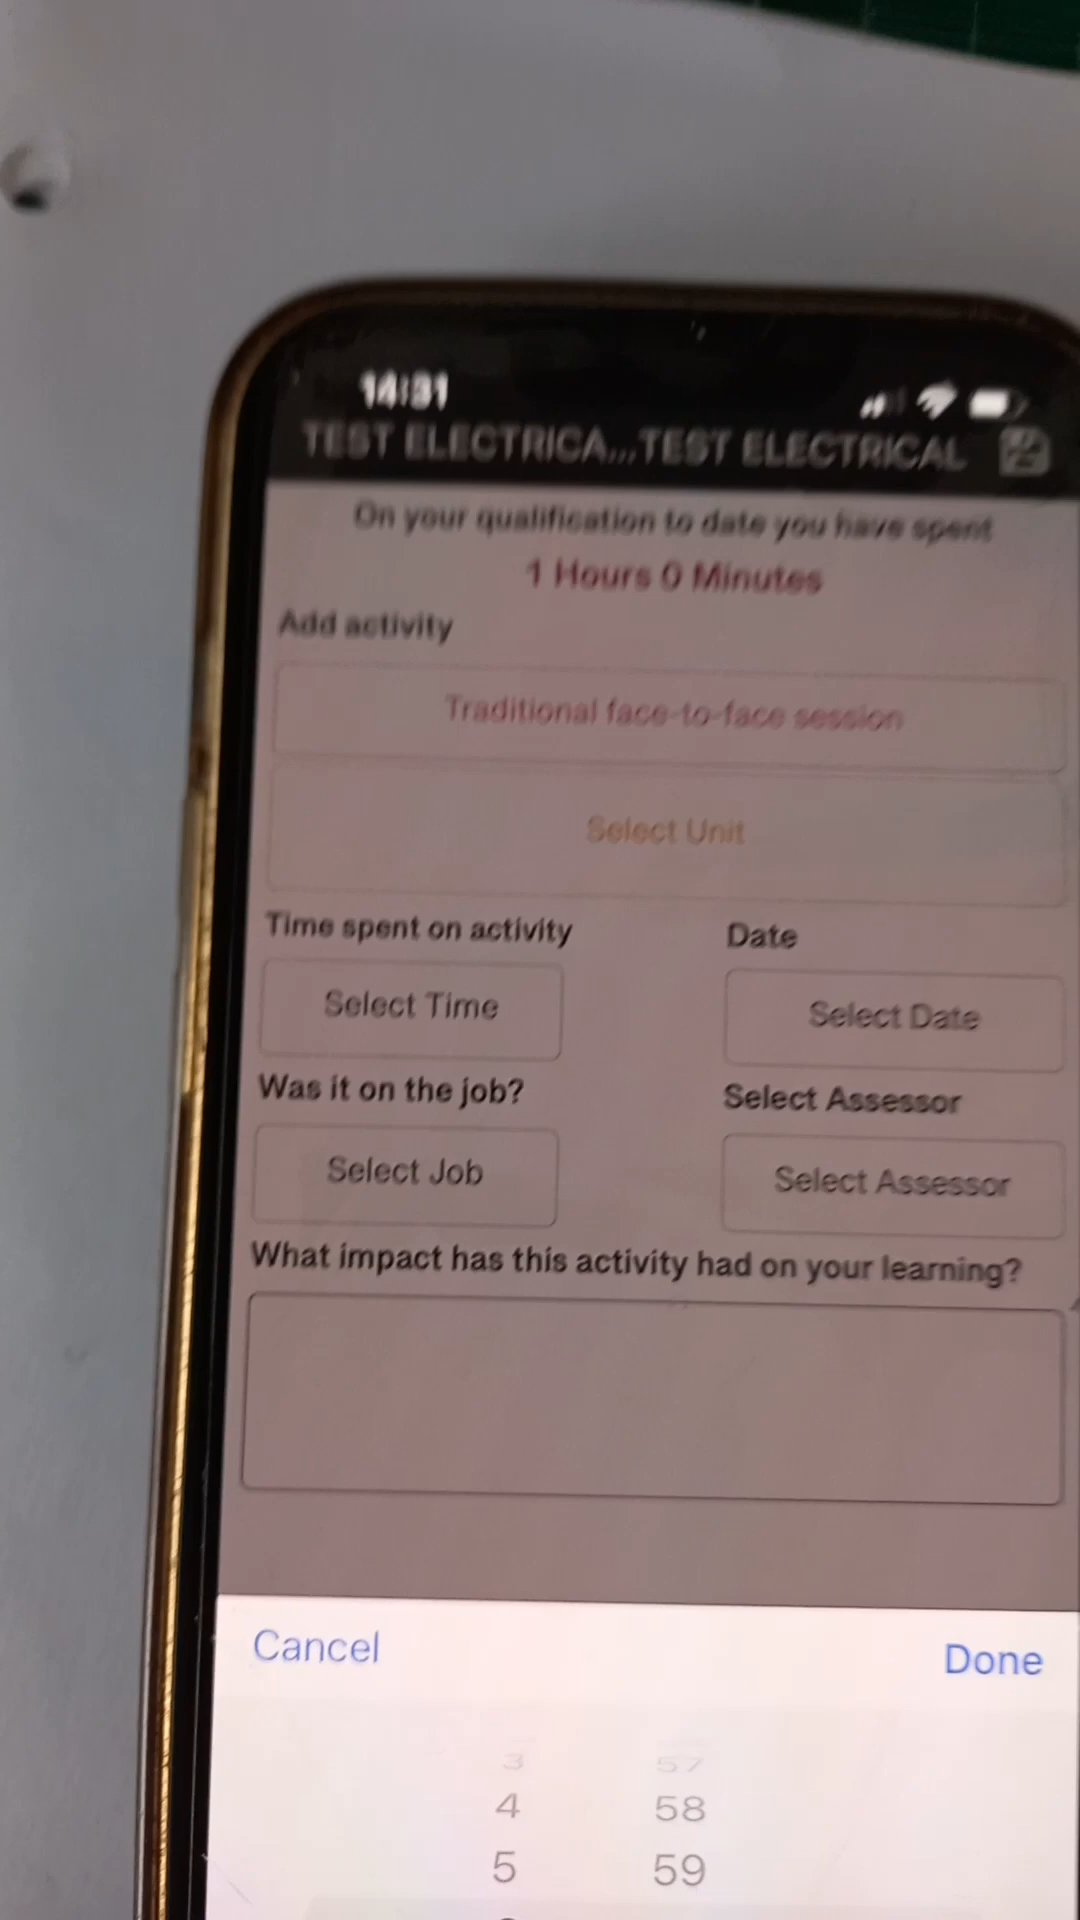 14:31
TEST ELECTRICA...TEST ELECTRICAL
On your qualification to date you have spent
1 Hours 0 Minutes
Add activity
Traditional face-to-face session
Select Unit
Time spent on activity Date
Select Time Select Date
Was it on the job? Select Assessor
Select Job Select Assessor
What impact has this activity had on your learning?
Cancel Done
3 57
4 58
5 59